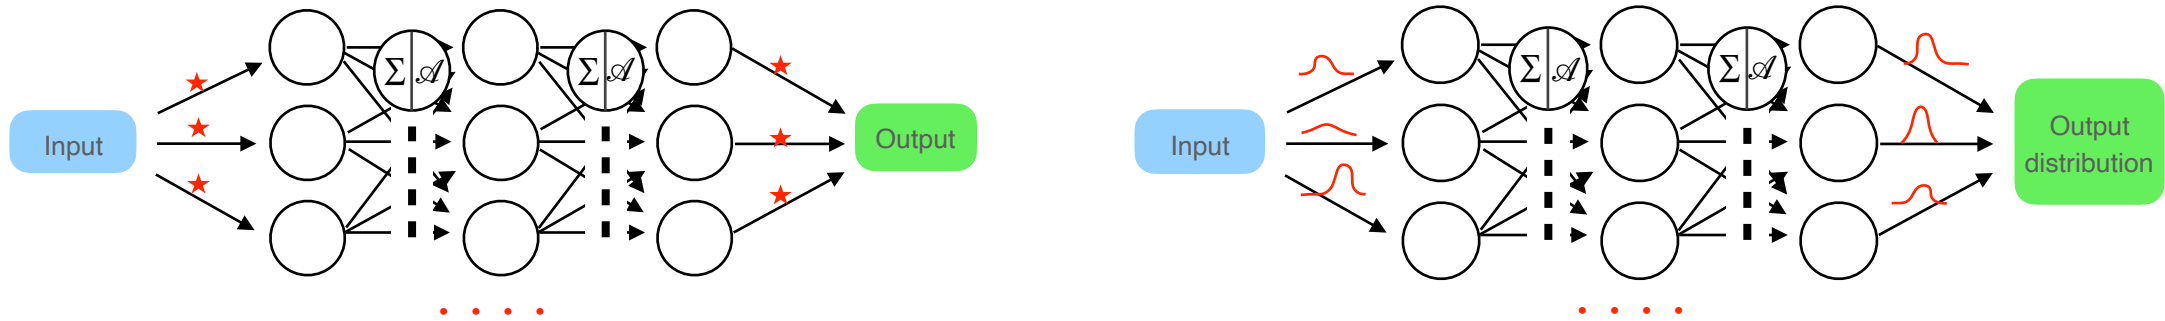 Input
∑ 𝒜
∑ 𝒜
Output
Input
∑ 𝒜
∑ 𝒜
Output
distribution